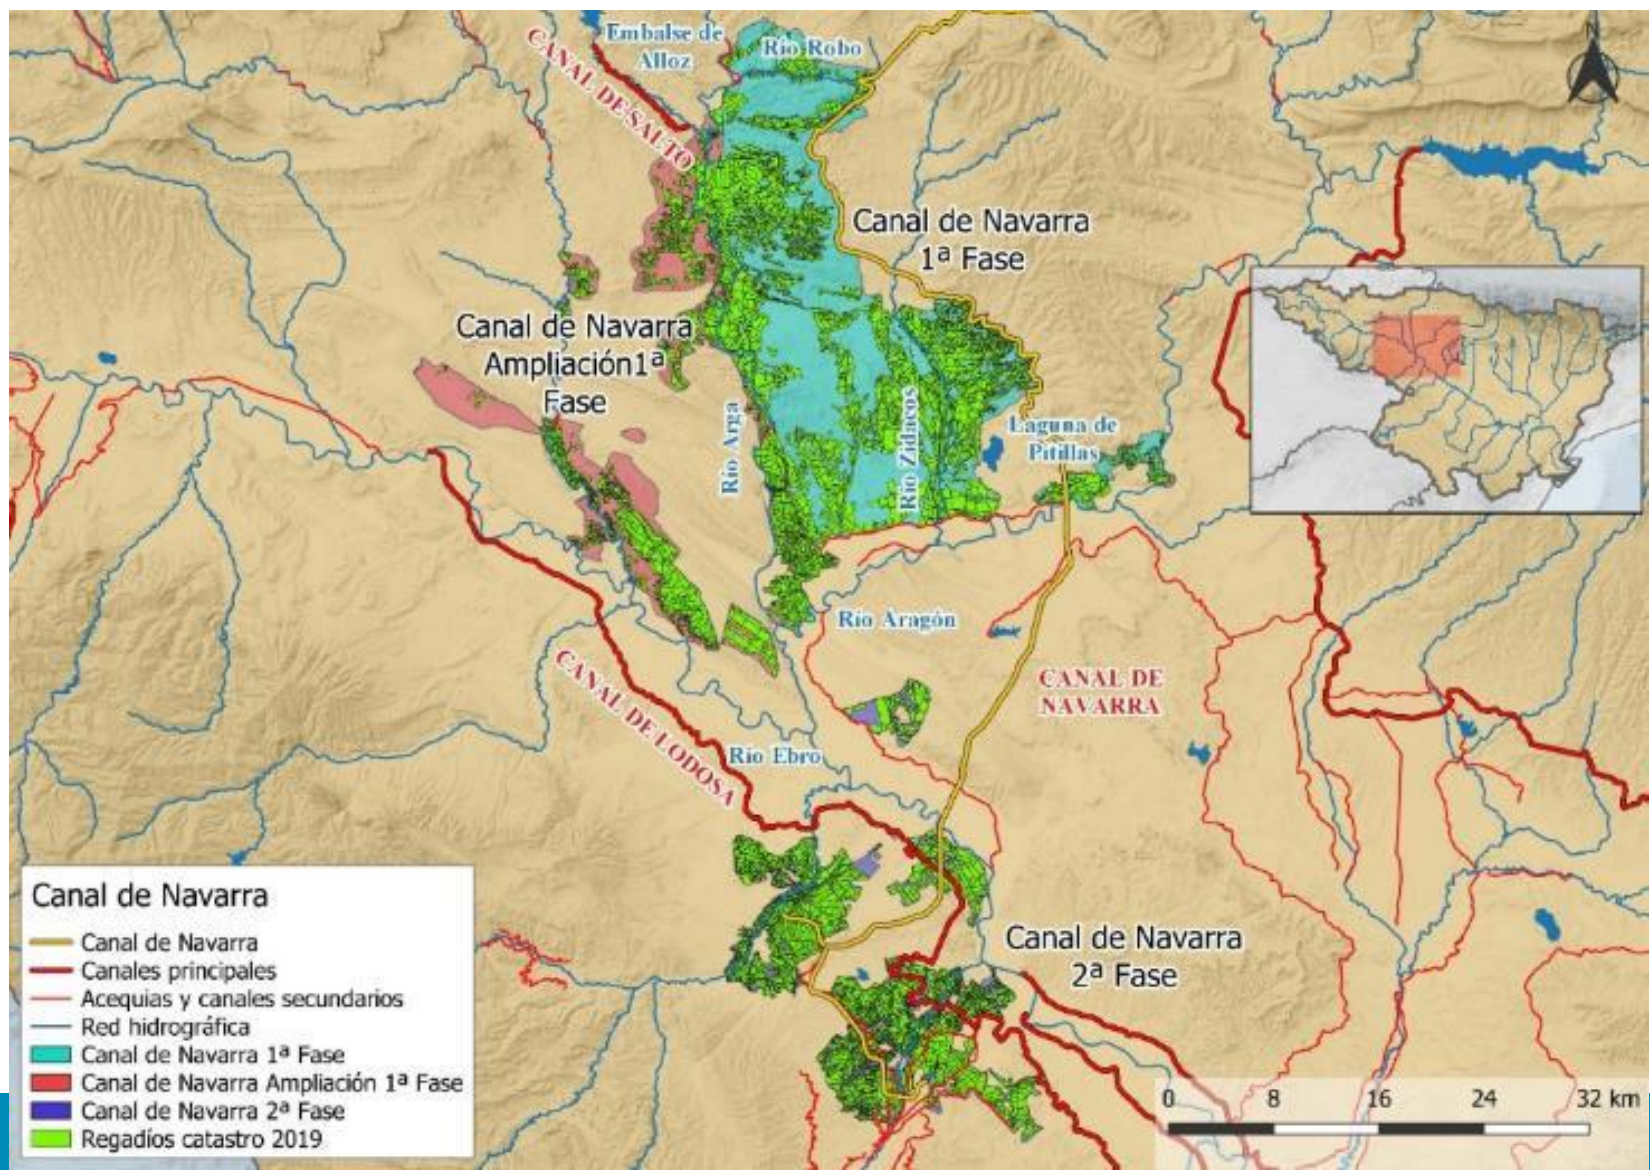 Embalse de
Alloz
Río Robo
N
CANAL DE SALTO
Canal de Navarra
1ª Fase
Canal de Navarra
Ampliación1ª
Fase
Río Arga
Río Zidacos
Laguna de
Pitillas
Río Aragón
CANAL DE
NAVARRA
CANAL DE LODOSA
Río Ebro
Canal de Navarra
2ª Fase
Canal de Navarra
Canal de Navarra
Canales principales
Acequias y canales secundarios
Red hidrográfica
Canal de Navarra 1ª Fase
Canal de Navarra Ampliación 1ª Fase
Canal de Navarra 2ª Fase
Regadíos catastro 2019
0 8 16 24 32 km